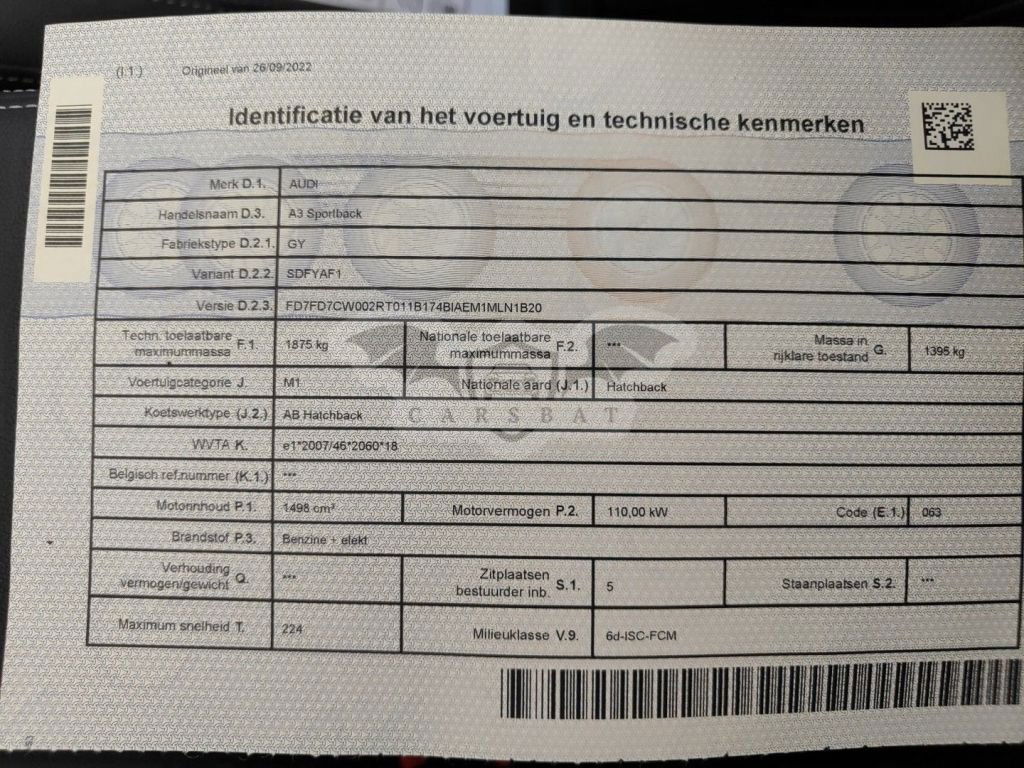 (I.1.) Origineel van 26/09/2022
Identificatie van het voertuig en technische kenmerken
Merk D.1. AUDI
Handelsnaam D.3. A3 Sportback
Fabriekstype D.2.1. GY
Variant D.2.2. SDFYAF1
Versie D.2.3. FD7FD7CW002RT011B174BIAEM1MLN1B20
Techn. toelaatbare maximummassa F.1. 1875 kg Nationale toelaatbare maximummassa F.2. *** Massa in rijklare toestand G. 1395 kg
Voertuigcategorie J. M1 Nationale aard (J.1.) Hatchback
Koetswerktype (J.2.) AB Hatchback
CARSBAT
WVTA K. e1*2007/46*2060*18
Belgisch ref.nummer (K.1.) ***
Motorinhoud P.1. 1498 cm³ Motorvermogen P.2. 110,00 kW Code (E.1.) 063
Brandstof P.3. Benzine + elekt
Verhouding vermogen/gewicht Q. *** Zitplaatsen bestuurder inb. S.1. 5 Staanplaatsen S.2. ***
Maximum snelheid T. 224 Milieuklasse V.9. 6d-ISC-FCM